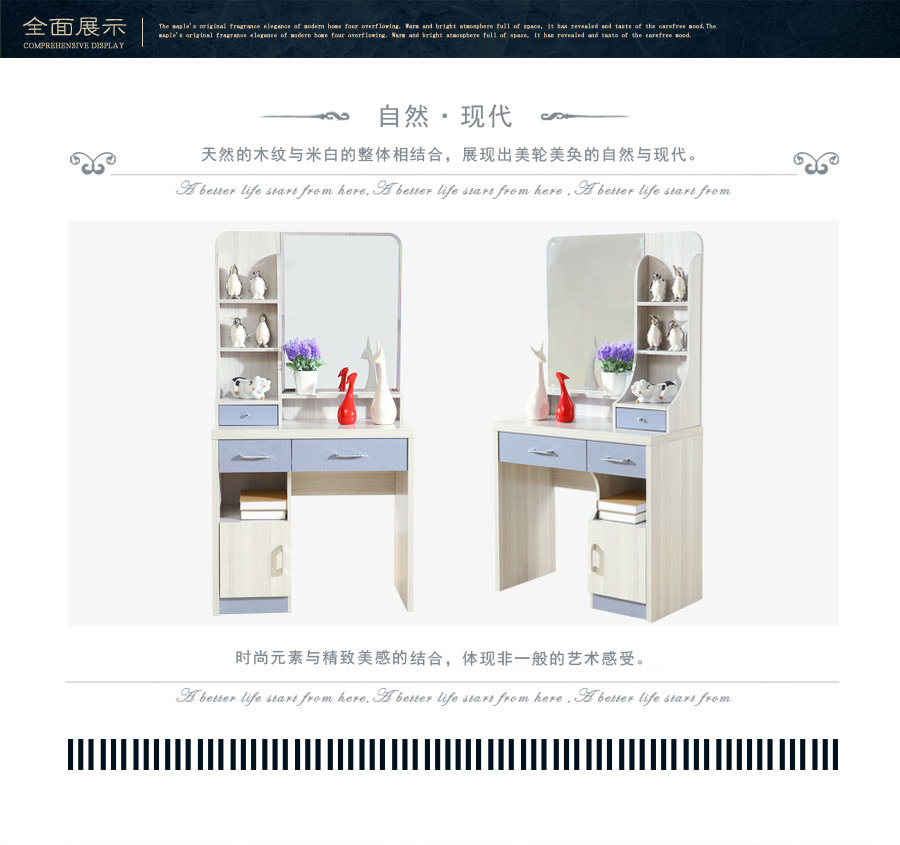 全面展示
COMPREHENSIVE DISPLAY
The maple's original fragrance elegance of modern home four overflowing. Warm and bright atmosphere full of space, it has revealed and taste of the carefree mood.The
maple's original fragrance elegance of modern home four overflowing. Warm and bright atmosphere full of space, it has revealed and taste of the carefree mood.
自然·现代
天然的木纹与米白的整体相结合，展现出美轮美奂的自然与现代。
A better life start from here,A better life start from here ,A better life start from
时尚元素与精致美感的结合，体现非一般的艺术感受。
A better life start from here,A better life start from here ,A better life start from